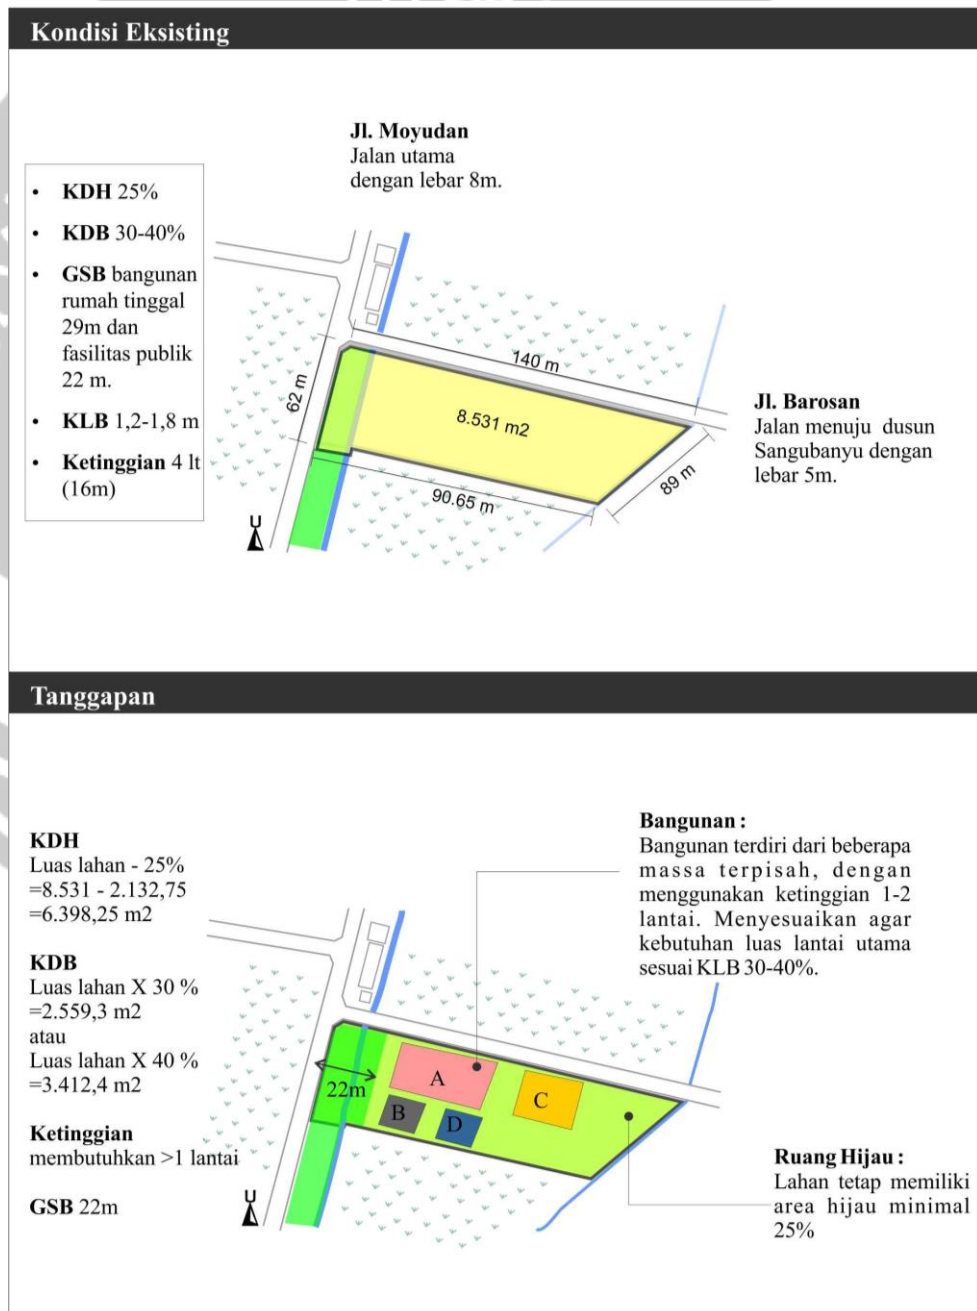 Kondisi Eksisting
Jl. Moyudan
Jalan utama
dengan lebar 8m.
• KDH 25%
• KDB 30-40%
• GSB bangunan
rumah tinggal
29m dan
fasilitas publik
22 m.
• KLB 1,2-1,8 m
• Ketinggian 4 lt
(16m)
140 m
62 m
8.531 m2
90.65 m
89 m
U
Jl. Barosan
Jalan menuju dusun
Sangubanyu dengan
lebar 5m.
Tanggapan
KDH
Luas lahan - 25%
=8.531 - 2.132,75
=6.398,25 m2
KDB
Luas lahan X 30 %
=2.559,3 m2
atau
Luas lahan X 40 %
=3.412,4 m2
Ketinggian
membutuhkan >1 lantai
GSB 22m
Bangunan :
Bangunan terdiri dari beberapa
massa terpisah, dengan
menggunakan ketinggian 1-2
lantai. Menyesuaikan agar
kebutuhan luas lantai utama
sesuai KLB 30-40%.
22m
A
B
C
D
U
Ruang Hijau :
Lahan tetap memiliki
area hijau minimal
25%